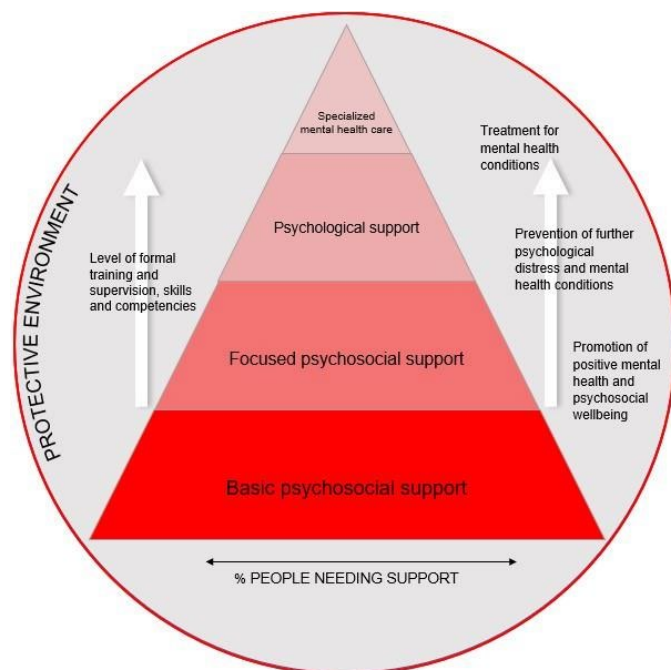 Specialized
mental health care
Treatment for
mental health
conditions
Psychological support
Prevention of further
psychological
distress and mental
health conditions
Level of formal
training and
supervision, skills
and competencies
PROTECTIVE ENVIRONMENT
Focused psychosocial support
Promotion of
positive mental
health and
psychosocial
wellbeing
Basic psychosocial support
% PEOPLE NEEDING SUPPORT